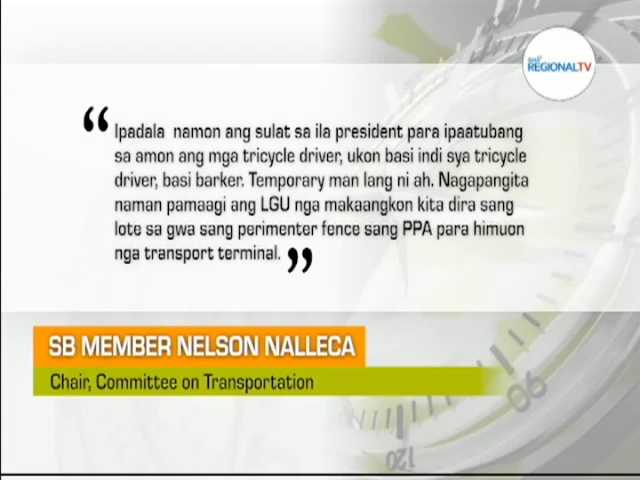 GMA REGIONALTV
“ Ipadala namon ang sulat sa ila president para ipaatubang
sa amon ang mga tricycle driver, ukon basi indi sya tricycle
driver, basi barker. Temporary man lang ni ah. Nagapangita
naman pamaagi ang LGU nga makaangkon kita dira sang
lote sa gwa sang perimenter fence sang PPA para himuon
nga transport terminal. ”
SB MEMBER NELSON NALLECA
Chair, Committee on Transportation
90
120